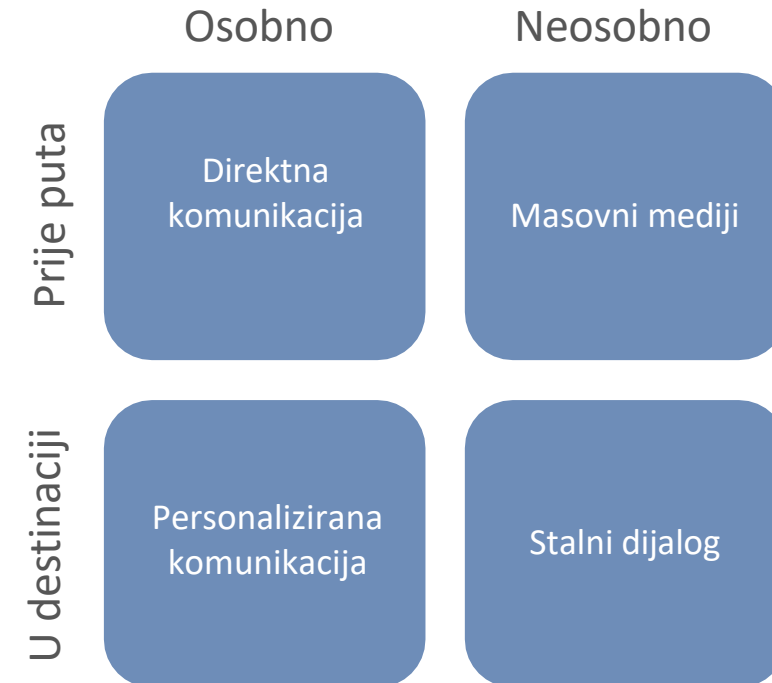 Osobno
Neosobno
Prije puta
Direktna
komunikacija
Masovni mediji
U destinaciji
Personalizirana
komunikacija
Stalni dijalog